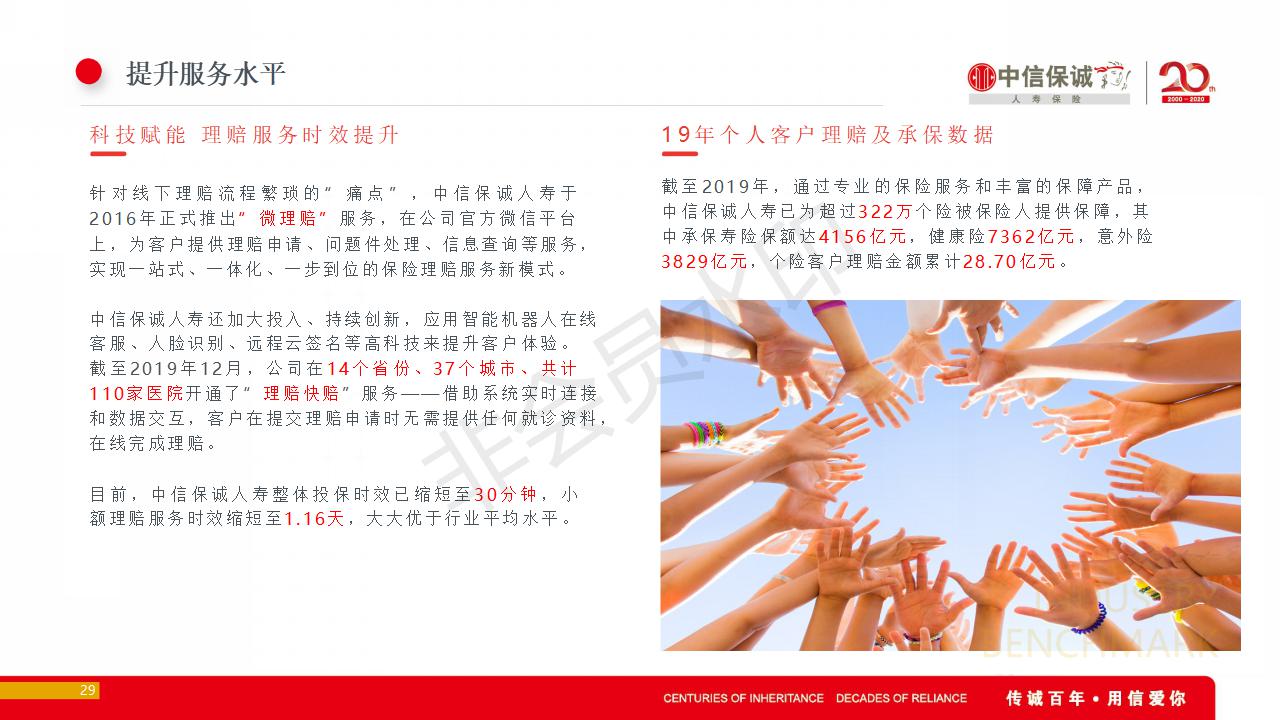 提升服务水平
中信保诚
人寿保险
20th
2000-2020
科技赋能 理赔服务时效提升
针对线下理赔流程繁琐的”痛点”，中信保诚人寿于
2016年正式推出”微理赔”服务，在公司官方微信平台
上，为客户提供理赔申请、问题件处理、信息查询等服务，
实现一站式、一体化、一步到位的保险理赔服务新模式。
中信保诚人寿还加大投入、持续创新，应用智能机器人在线
客服、人脸识别、远程云签名等高科技来提升客户体验。
截至2019年12月，公司在14个省份、37个城市、共计
110家医院开通了”理赔快赔”服务——借助系统实时连接
和数据交互，客户在提交理赔申请时无需提供任何就诊资料，
在线完成理赔。
目前，中信保诚人寿整体投保时效已缩短至30分钟，小
额理赔服务时效缩短至1.16天，大大优于行业平均水平。
19年个人客户理赔及承保数据
截至2019年，通过专业的保险服务和丰富的保障产品，
中信保诚人寿已为超过322万个险被保险人提供保障，其
中承保寿险保额达4156亿元，健康险7362亿元，意外险
3829亿元，个险客户理赔金额累计28.70亿元。
非会员水印
INDUSTRY
BENCHMARK
29
CENTURIES OF INHERITANCE DECADES OF RELIANCE
传诚百年•用信爱你